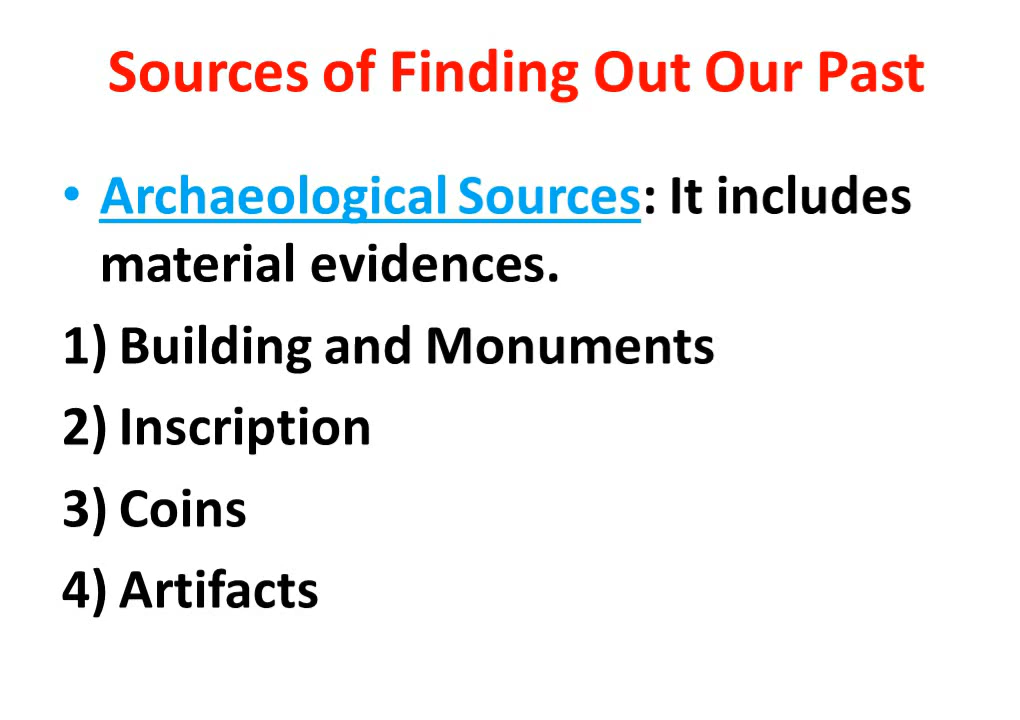 Sources of Finding Out Our Past
• Archaeological Sources: It includes
material evidences.
1) Building and Monuments
2) Inscription
3) Coins
4) Artifacts